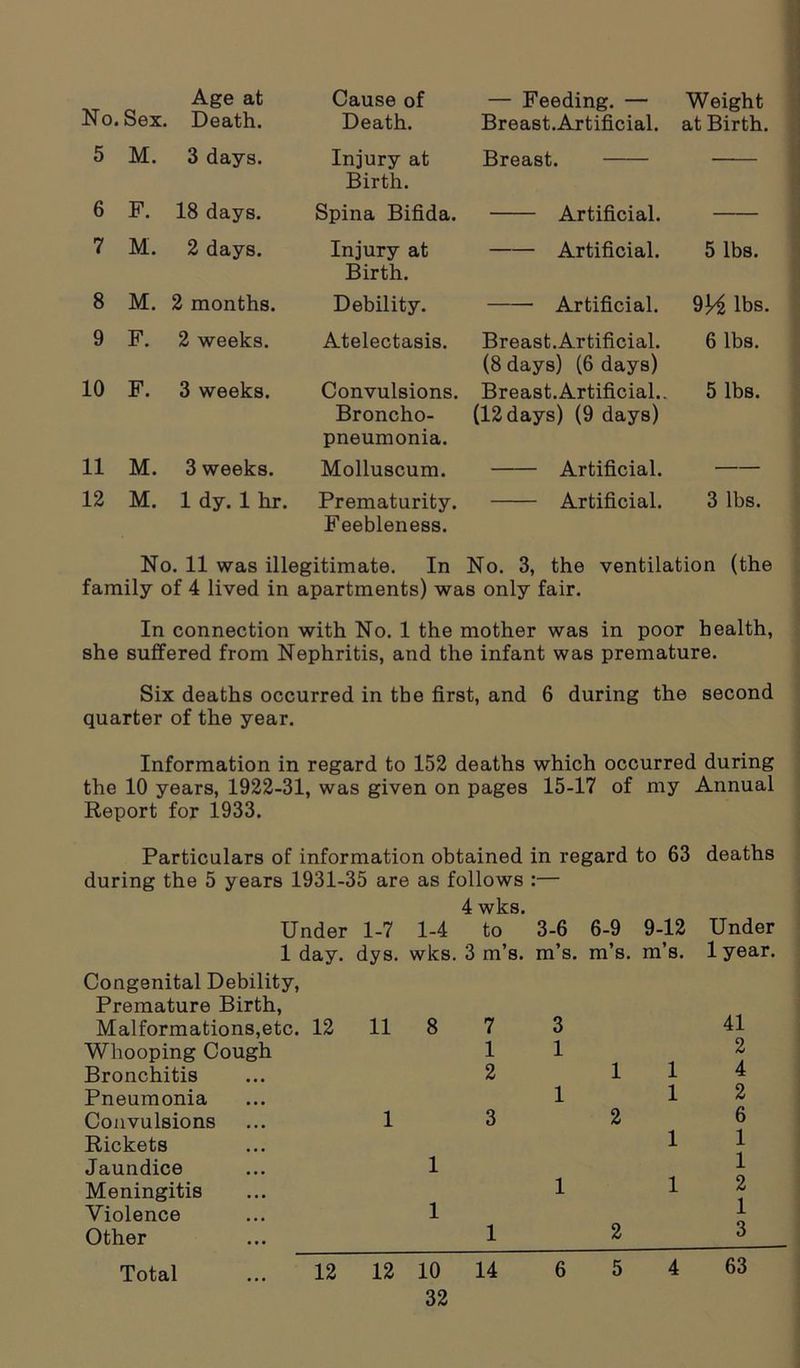 No. Sex. Age at Death. Cause of Death. — Feeding. — Breast. Artificial. Weight at Birth.
5 M. 3 days. Injury at Birth. Breast. —— ——
6 F. 18 days. Spina Bifida. —— Artificial. ——
7 M. 2 days. Injury at Birth. —— Artificial. 5 lbs.
8 M. 2 months. Debility. —— Artificial. 9½ lbs.
9 F. 2 weeks. Atelectasis. Breast. Artificial. (8 days) (6 days) 6 lbs.
10 F. 3 weeks. Convulsions. Broncho-pneumonia. Breast. Artificial.. (12 days) (9 days) 5 lbs.
11 M. 3 weeks. Molluscum. —— Artificial. ——
12 M. 1 dy. 1 hr. Prematurity. Feebleness. —— Artificial. 3 lbs.
No. 11 was illegitimate. In No. 3, the ventilation (the
family of 4 lived in apartments) was only fair.
In connection with No. 1 the mother was in poor health,
she suffered from Nephritis, and the infant was premature.
Six deaths occurred in the first, and 6 during the second
quarter of the year.
Information in regard to 152 deaths which occurred during
the 10 years, 1922-31, was given on pages 15-17 of my Annual
Report for 1933.
Particulars of information obtained in regard to 63 deaths
during the 5 years 1931-35 are as follows :—
4 wks.
Under 1-7 1-4 to 3-6 6-9 9-12 Under
1 day. dys. wks. 3 m's. m's. m's. m's. 1 year.
Congenital Debility,
Premature Birth,
Malformations,etc. 12 11 8 7 3 41
Whooping Cough 1 1 2
Bronchitis ... 2 1 1 4
Pneumonia ... 1 1 2
Convulsions ... 1 3 2 6
Rickets ... 1 1
Jaundice ... 1 1
Meningitis ... 1 1 2
Violence ... 1 1
Other ... 1 2 3
Total ... 12 12 10 14 6 5 4 63
32